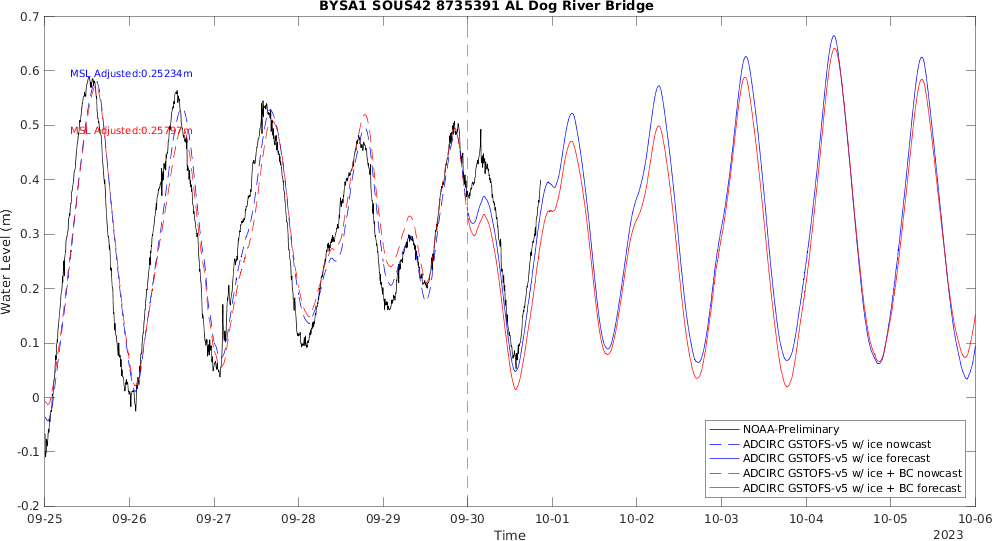 BYSA1 SOUS42 8735391 AL Dog River Bridge
0.7
0.6
0.5
0.4
0.3
0.2
0.1
0
-0.1
-0.2
Water Level (m)
MSL Adjusted:0.25234m
MSL Adjusted:0.25797m
NOAA-Preliminary
ADCIRC GSTOFS-v5 w/ ice nowcast
ADCIRC GSTOFS-v5 w/ ice forecast
ADCIRC GSTOFS-v5 w/ ice + BC nowcast
ADCIRC GSTOFS-v5 w/ ice + BC forecast
09-25 09-26 09-27 09-28 09-29 09-30 10-01 10-02 10-03 10-04 10-05 10-06
Time
2023